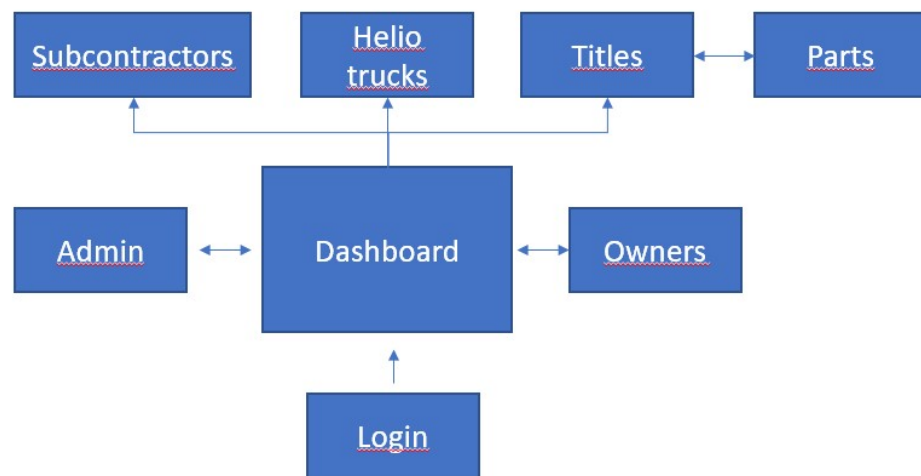 Subcontractors
Helio
trucks
Titles
Parts
Admin
Dashboard
Owners
Login